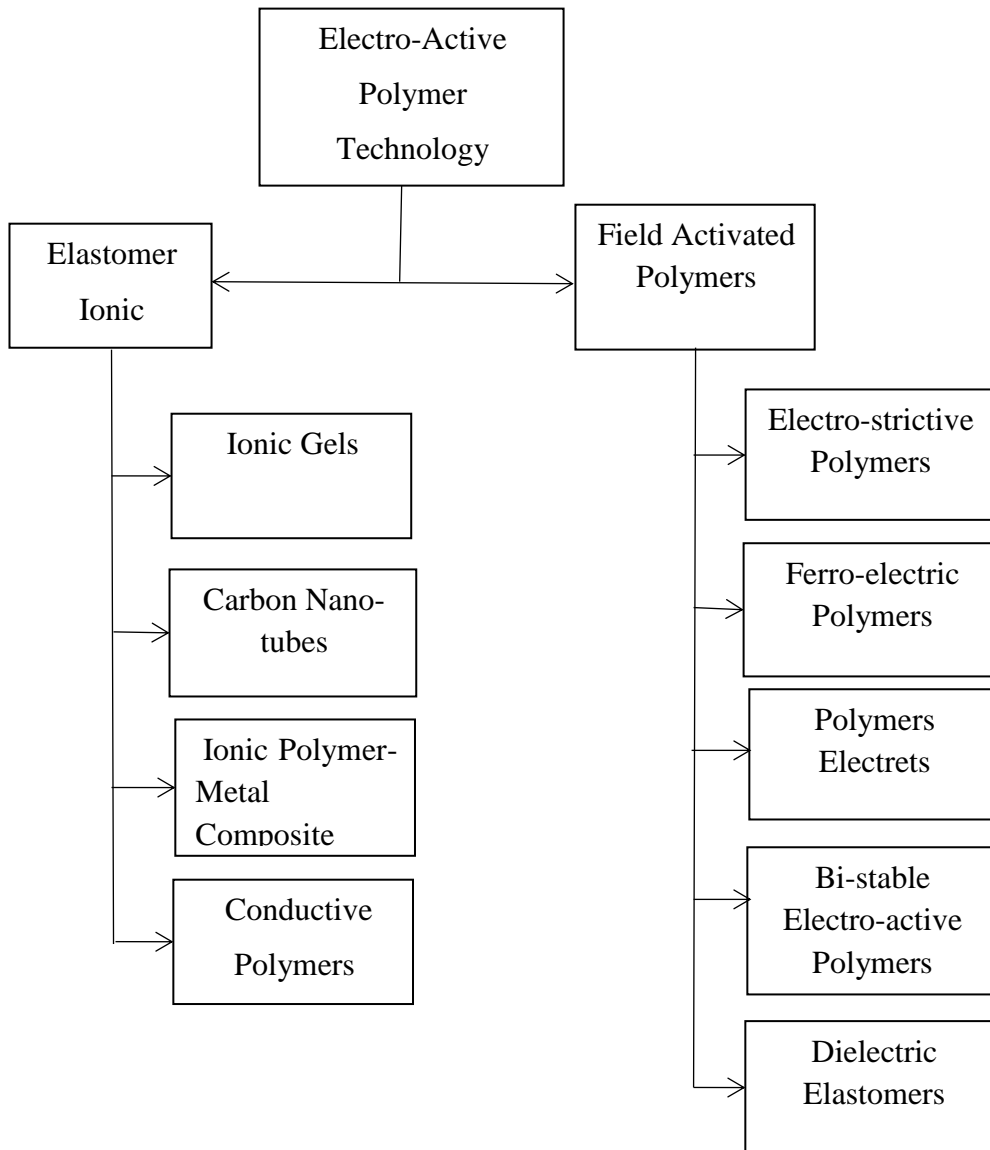 Electro-Active
Polymer
Technology
Elastomer
Ionic
Field Activated
Polymers
Ionic Gels
Carbon Nano-
tubes
Ionic Polymer-
Metal
Composite
Conductive
Polymers
Electro-strictive
Polymers
Ferro-electric
Polymers
Polymers
Electrets
Bi-stable
Electro-active
Polymers
Dielectric
Elastomers